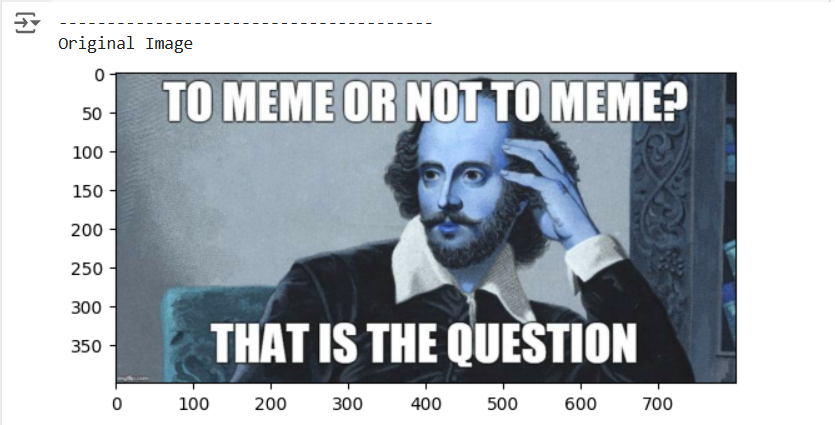 ----------------------------------------
Original Image
0
50
100
150
200
250
300
350
TO MEME OR NOT TO MEME?
THAT IS THE QUESTION
0 100 200 300 400 500 600 700